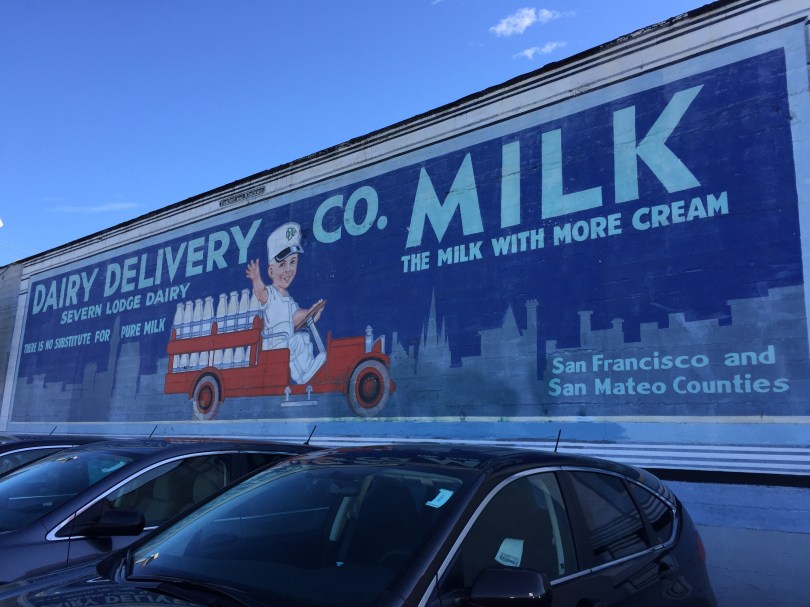 DAIRY DELIVERY CO. MILK
SEVERN LODGE DAIRY
THE MILK WITH MORE CREAM
THERE IS NO SUBSTITUTE FOR PURE MILK
San Francisco and
San Mateo Counties